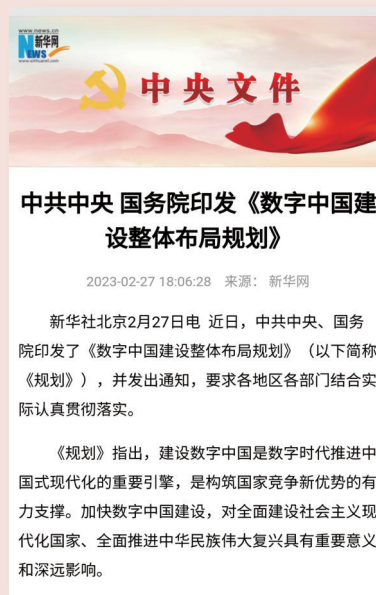 www.news.cn
新华网
NEWS
www.xinhuanet.com
中央文件
中共中央 国务院印发《数字中国建
设整体布局规划》
2023-02-27 18:06:28 来源： 新华网
新华社北京2月27日电 近日，中共中央、国务
院印发了《数字中国建设整体布局规划》（以下简称
《规划》），并发出通知，要求各地区各部门结合实
际认真贯彻落实。
《规划》指出，建设数字中国是数字时代推进中
国式现代化的重要引擎，是构筑国家竞争新优势的有
力支撑。加快数字中国建设，对全面建设社会主义现
代化国家、全面推进中华民族伟大复兴具有重要意义
和深远影响。